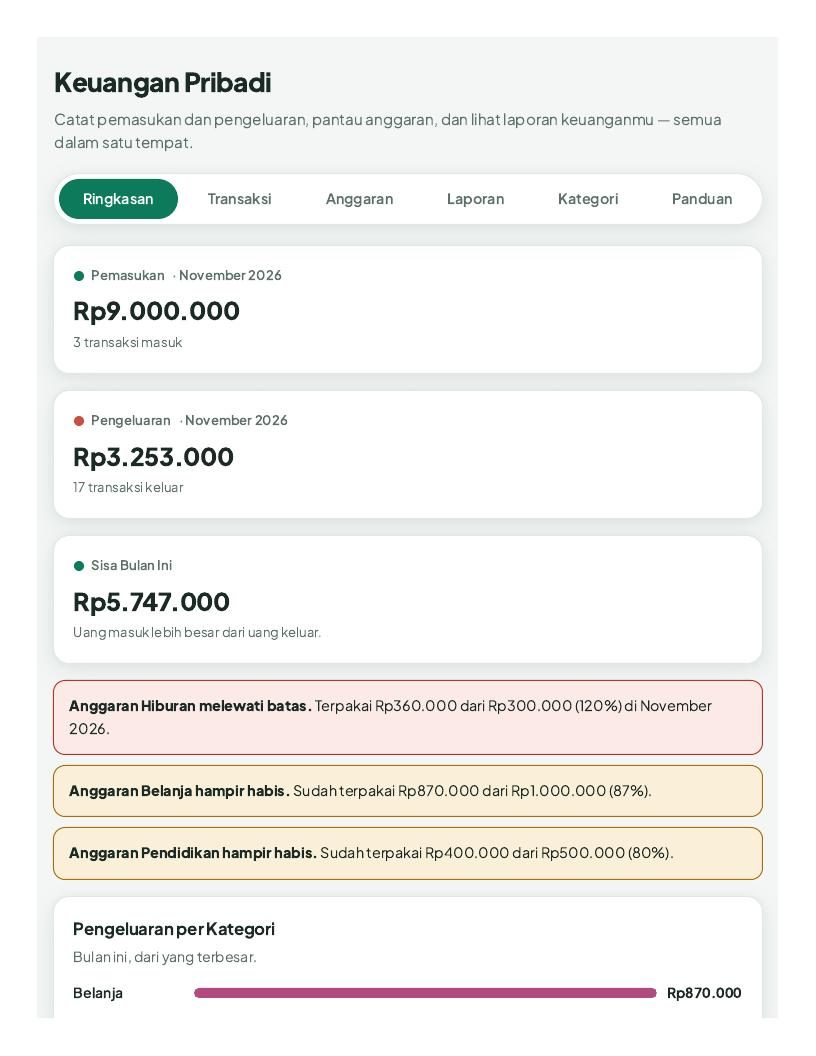 Keuangan Pribadi
Catat pemasukan dan pengeluaran, pantau anggaran, dan lihat laporan keuanganmu — semua
dalam satu tempat.
Ringkasan Transaksi Anggaran Laporan Kategori Panduan
Pemasukan · November 2026
Rp9.000.000
3 transaksi masuk
Pengeluaran · November 2026
Rp3.253.000
17 transaksi keluar
Sisa Bulan Ini
Rp5.747.000
Uang masuk lebih besar dari uang keluar.
Anggaran Hiburan melewati batas. Terpakai Rp360.000 dari Rp300.000 (120%) di November
2026.
Anggaran Belanja hampir habis. Sudah terpakai Rp870.000 dari Rp1.000.000 (87%).
Anggaran Pendidikan hampir habis. Sudah terpakai Rp400.000 dari Rp500.000 (80%).
Pengeluaran per Kategori
Bulan ini, dari yang terbesar.
Belanja Rp870.000